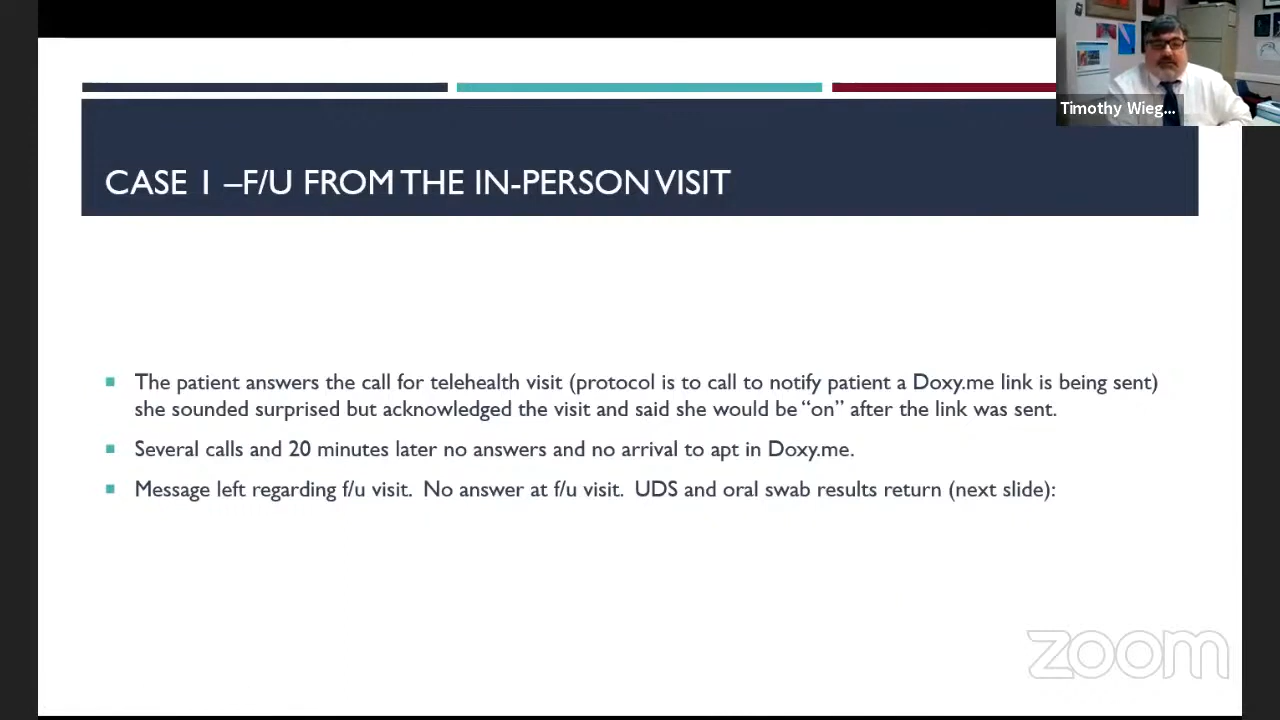 Timothy Wieg...
CASE 1 –F/U FROM THE IN-PERSON VISIT
The patient answers the call for telehealth visit (protocol is to call to notify patient a Doxy.me link is being sent)
she sounded surprised but acknowledged the visit and said she would be “on” after the link was sent.
Several calls and 20 minutes later no answers and no arrival to apt in Doxy.me.
Message left regarding f/u visit.  No answer at f/u visit.  UDS and oral swab results return (next slide):
zoom